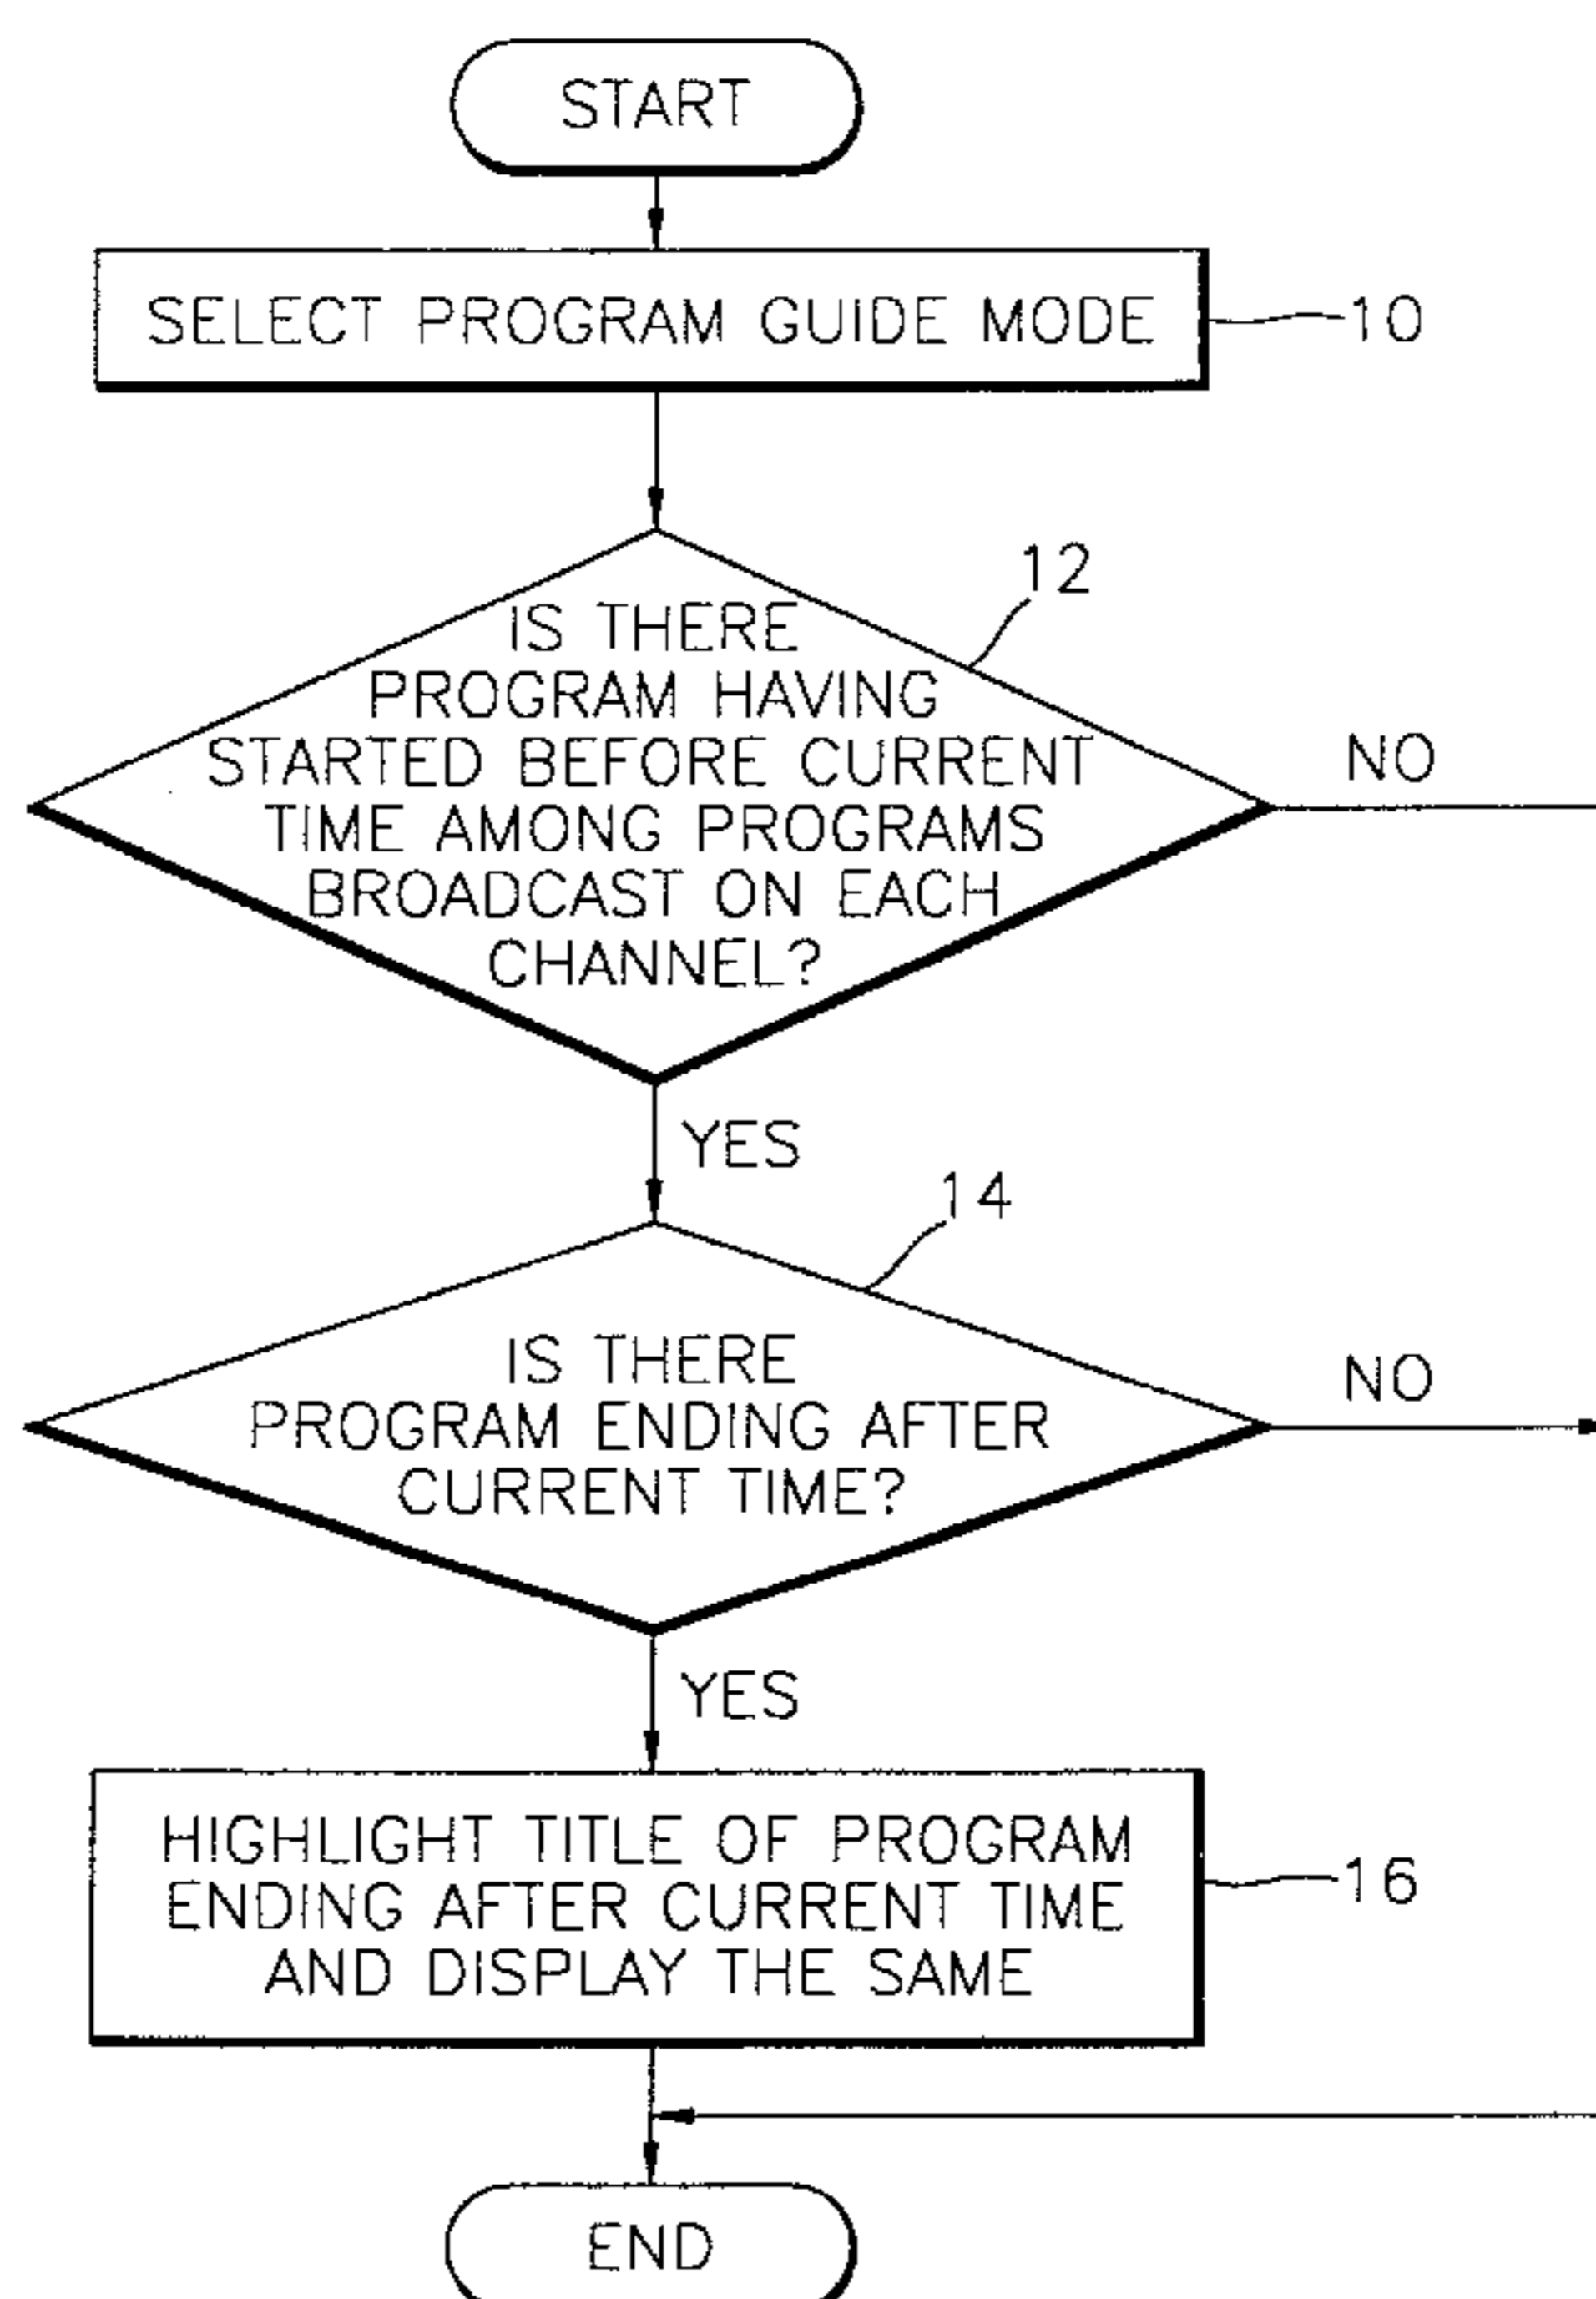 START
SELECT PROGRAM GUIDE MODE
10
12
IS THERE
PROGRAM HAVING
STARTED BEFORE CURRENT
TIME AMONG PROGRAMS
BROADCAST ON EACH
CHANNEL?
NO
YES
14
IS THERE
PROGRAM ENDING AFTER
CURRENT TIME?
NO
YES
HIGHLIGHT TITLE OF PROGRAM
ENDING AFTER CURRENT TIME
AND DISPLAY THE SAME
16
END